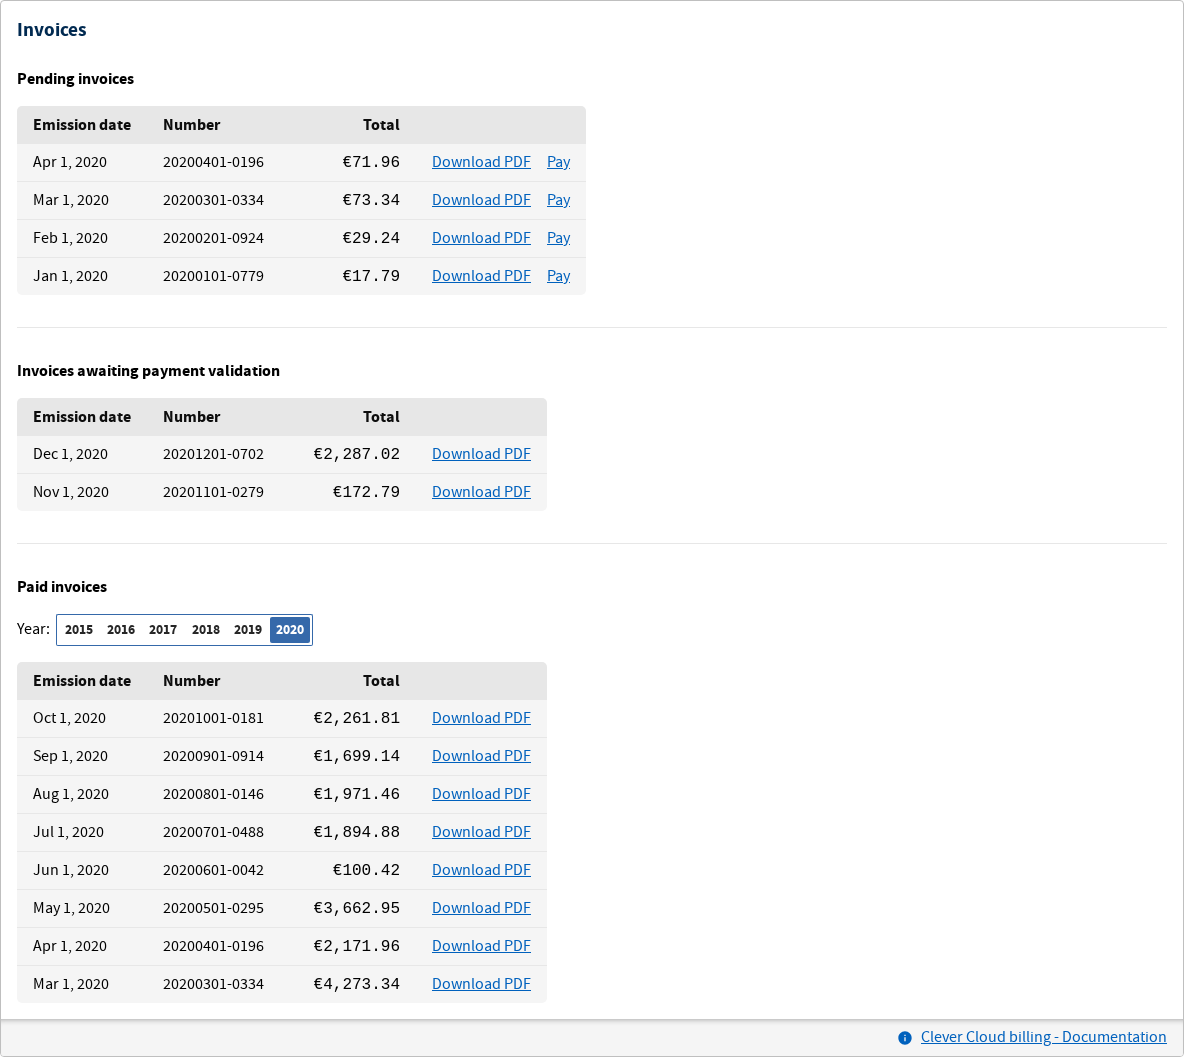 Invoices
Pending invoices
Emission date Number Total
Apr 1, 2020 20200401-0196 €71.96 Download PDF Pay
Mar 1, 2020 20200301-0334 €73.34 Download PDF Pay
Feb 1, 2020 20200201-0924 €29.24 Download PDF Pay
Jan 1, 2020 20200101-0779 €17.79 Download PDF Pay
Invoices awaiting payment validation
Emission date Number Total
Dec 1, 2020 20201201-0702 €2,287.02 Download PDF
Nov 1, 2020 20201101-0279 €172.79 Download PDF
Paid invoices
Year: 2015 2016 2017 2018 2019 2020
Emission date Number Total
Oct 1, 2020 20201001-0181 €2,261.81 Download PDF
Sep 1, 2020 20200901-0914 €1,699.14 Download PDF
Aug 1, 2020 20200801-0146 €1,971.46 Download PDF
Jul 1, 2020 20200701-0488 €1,894.88 Download PDF
Jun 1, 2020 20200601-0042 €100.42 Download PDF
May 1, 2020 20200501-0295 €3,662.95 Download PDF
Apr 1, 2020 20200401-0196 €2,171.96 Download PDF
Mar 1, 2020 20200301-0334 €4,273.34 Download PDF
Clever Cloud billing - Documentation